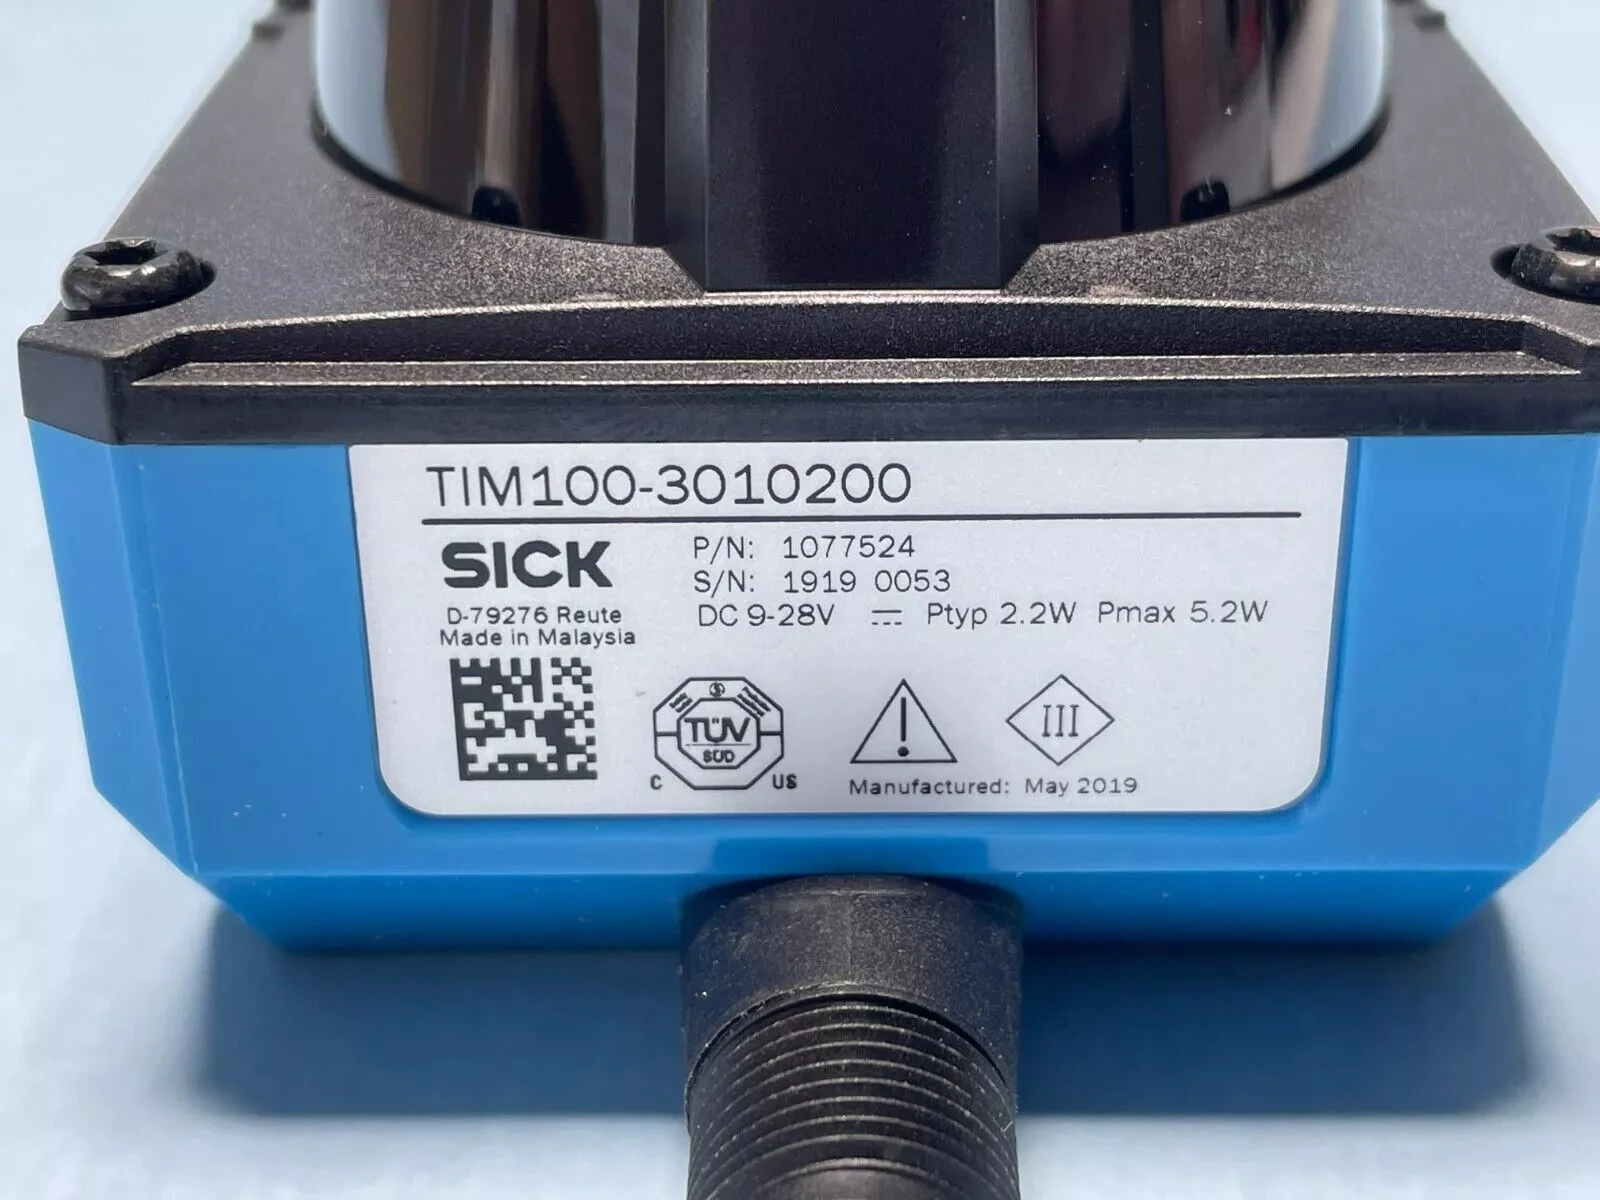 TIM100-3010200
SICK
D-79276 Reute
Made in Malaysia
P/N: 1077524
S/N: 1919 0053
DC 9-28V ⎓ Ptyp 2.2W Pmax 5.2W
TÜV
SÜD
C US
!
III
Manufactured: May 2019